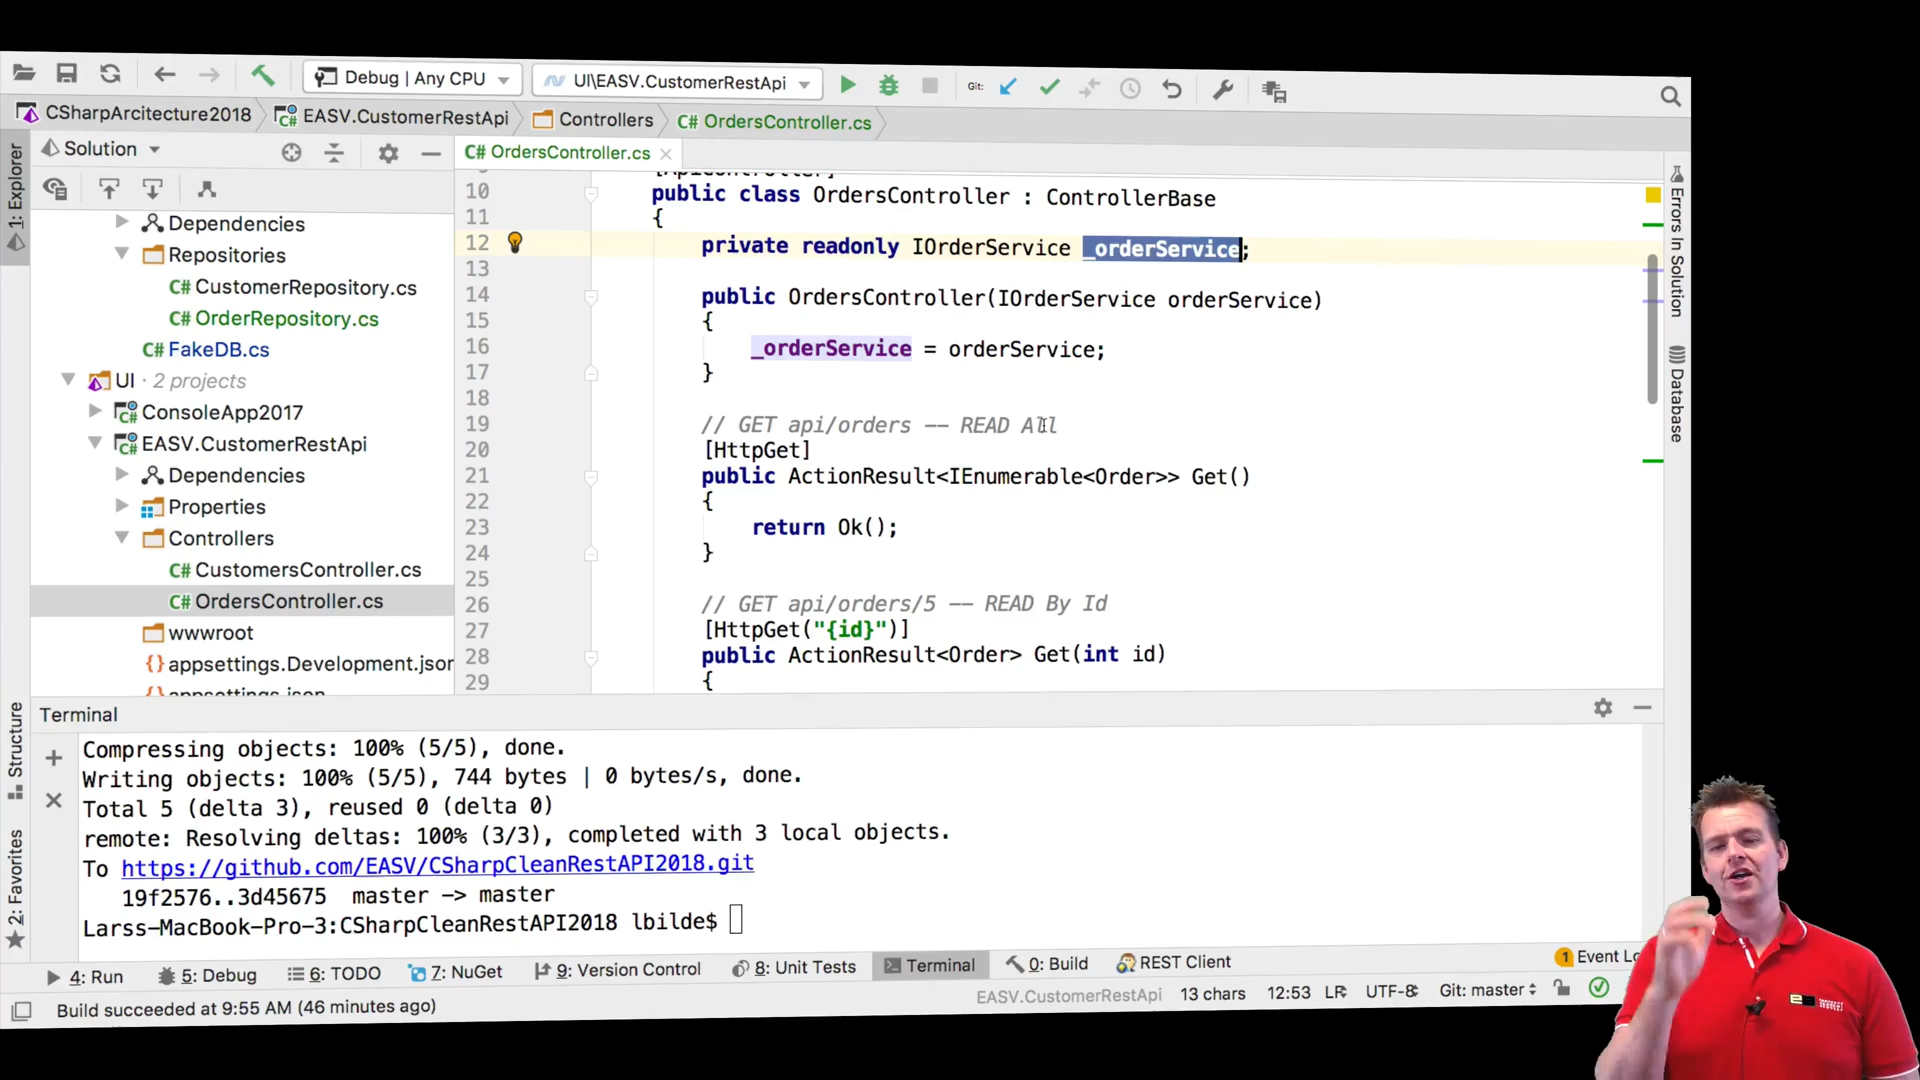 Debug | Any CPU
UI\EASV.CustomerRestApi
Git:
CSharpArcitecture2018
EASV.CustomerRestApi
Controllers
C# OrdersController.cs
1: Explorer
Solution
C# OrdersController.cs
Dependencies
Repositories
C# CustomerRepository.cs
C# OrderRepository.cs
C# FakeDB.cs
UI · 2 projects
ConsoleApp2017
EASV.CustomerRestApi
Dependencies
Properties
Controllers
C# CustomersController.cs
C# OrdersController.cs
wwwroot
{} appsettings.Development.json
{} appsettings.json
[ApiController]
10 public class OrdersController : ControllerBase
11 {
12 private readonly IOrderService _orderService;
13
14 public OrdersController(IOrderService orderService)
15 {
16 _orderService = orderService;
17 }
18
19 // GET api/orders -- READ All
20 [HttpGet]
21 public ActionResult<IEnumerable<Order>> Get()
22 {
23 return Ok();
24 }
25
26 // GET api/orders/5 -- READ By Id
27 [HttpGet("{id}")]
28 public ActionResult<Order> Get(int id)
29 {
Errors In Solution
Database
Structure
2: Favorites
Terminal
Compressing objects: 100% (5/5), done.
Writing objects: 100% (5/5), 744 bytes | 0 bytes/s, done.
Total 5 (delta 3), reused 0 (delta 0)
remote: Resolving deltas: 100% (3/3), completed with 3 local objects.
To https://github.com/EASV/CSharpCleanRestAPI2018.git
19f2576..3d45675 master -> master
Larss-MacBook-Pro-3:CSharpCleanRestAPI2018 lbilde$
4: Run
5: Debug
6: TODO
7: NuGet
9: Version Control
8: Unit Tests
Terminal
0: Build
REST Client
1 Event Lo
Build succeeded at 9:55 AM (46 minutes ago)
EASV.CustomerRestApi
13 chars
12:53
LF
UTF-8
Git: master